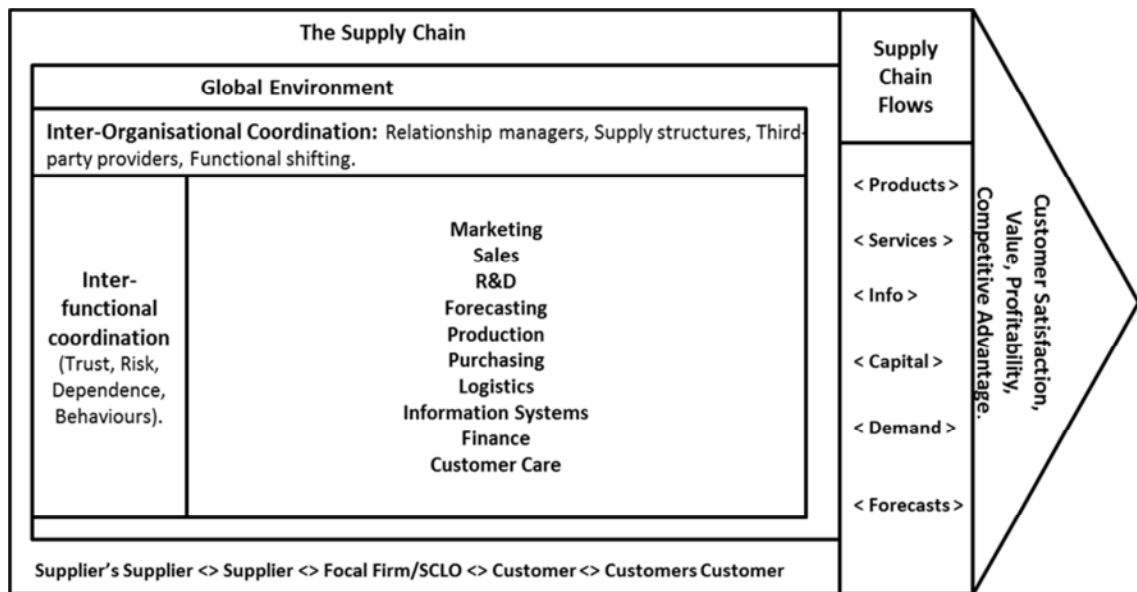 The Supply Chain
Global Environment
Inter-Organisational Coordination: Relationship managers, Supply structures, Third-
party providers, Functional shifting.
Inter-
functional
coordination
(Trust, Risk,
Dependence,
Behaviours).
Marketing
Sales
R&D
Forecasting
Production
Purchasing
Logistics
Information Systems
Finance
Customer Care
Supplier's Supplier <> Supplier <> Focal Firm/SCLO <> Customer <> Customers Customer
Supply
Chain
Flows
< Products >
< Services >
< Info >
< Capital >
< Demand >
< Forecasts >
Customer Satisfaction,
Value, Profitability,
Competitive Advantage.